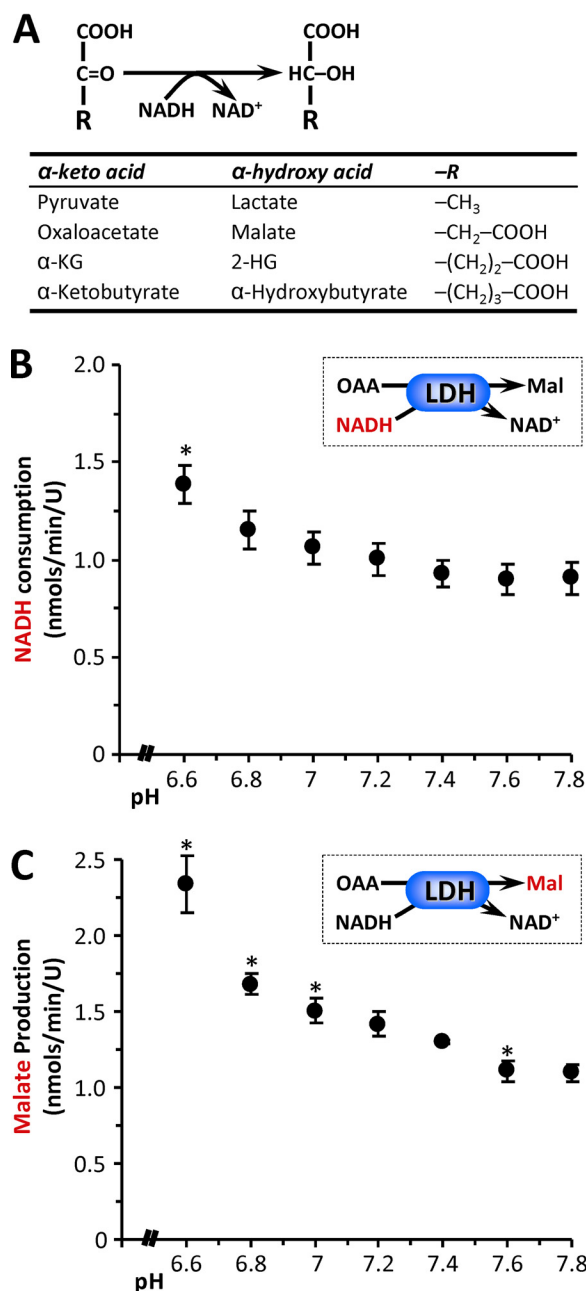 A
COOH COOH
C=O HC–OH
R NADH NAD⁺ R
α-keto acid α-hydroxy acid –R
Pyruvate Lactate –CH₃
Oxaloacetate Malate –CH₂–COOH
α-KG 2-HG –(CH₂)₂–COOH
α-Ketobutyrate α-Hydroxybutyrate –(CH₂)₃–COOH
B
NADH consumption
(nmols/min/U)
2.0
1.5
1.0
0.5
0
OAA LDH Mal
NADH NAD⁺
*
6.6 6.8 7 7.2 7.4 7.6 7.8
pH
C
Malate Production
(nmols/min/U)
2.5
2.0
1.5
1.0
0.5
0
OAA LDH Mal
NADH NAD⁺
*
* * *
6.6 6.8 7 7.2 7.4 7.6 7.8
pH